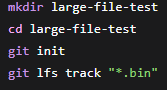 mkdir large-file-test
cd large-file-test
git init
git lfs track "*.bin"